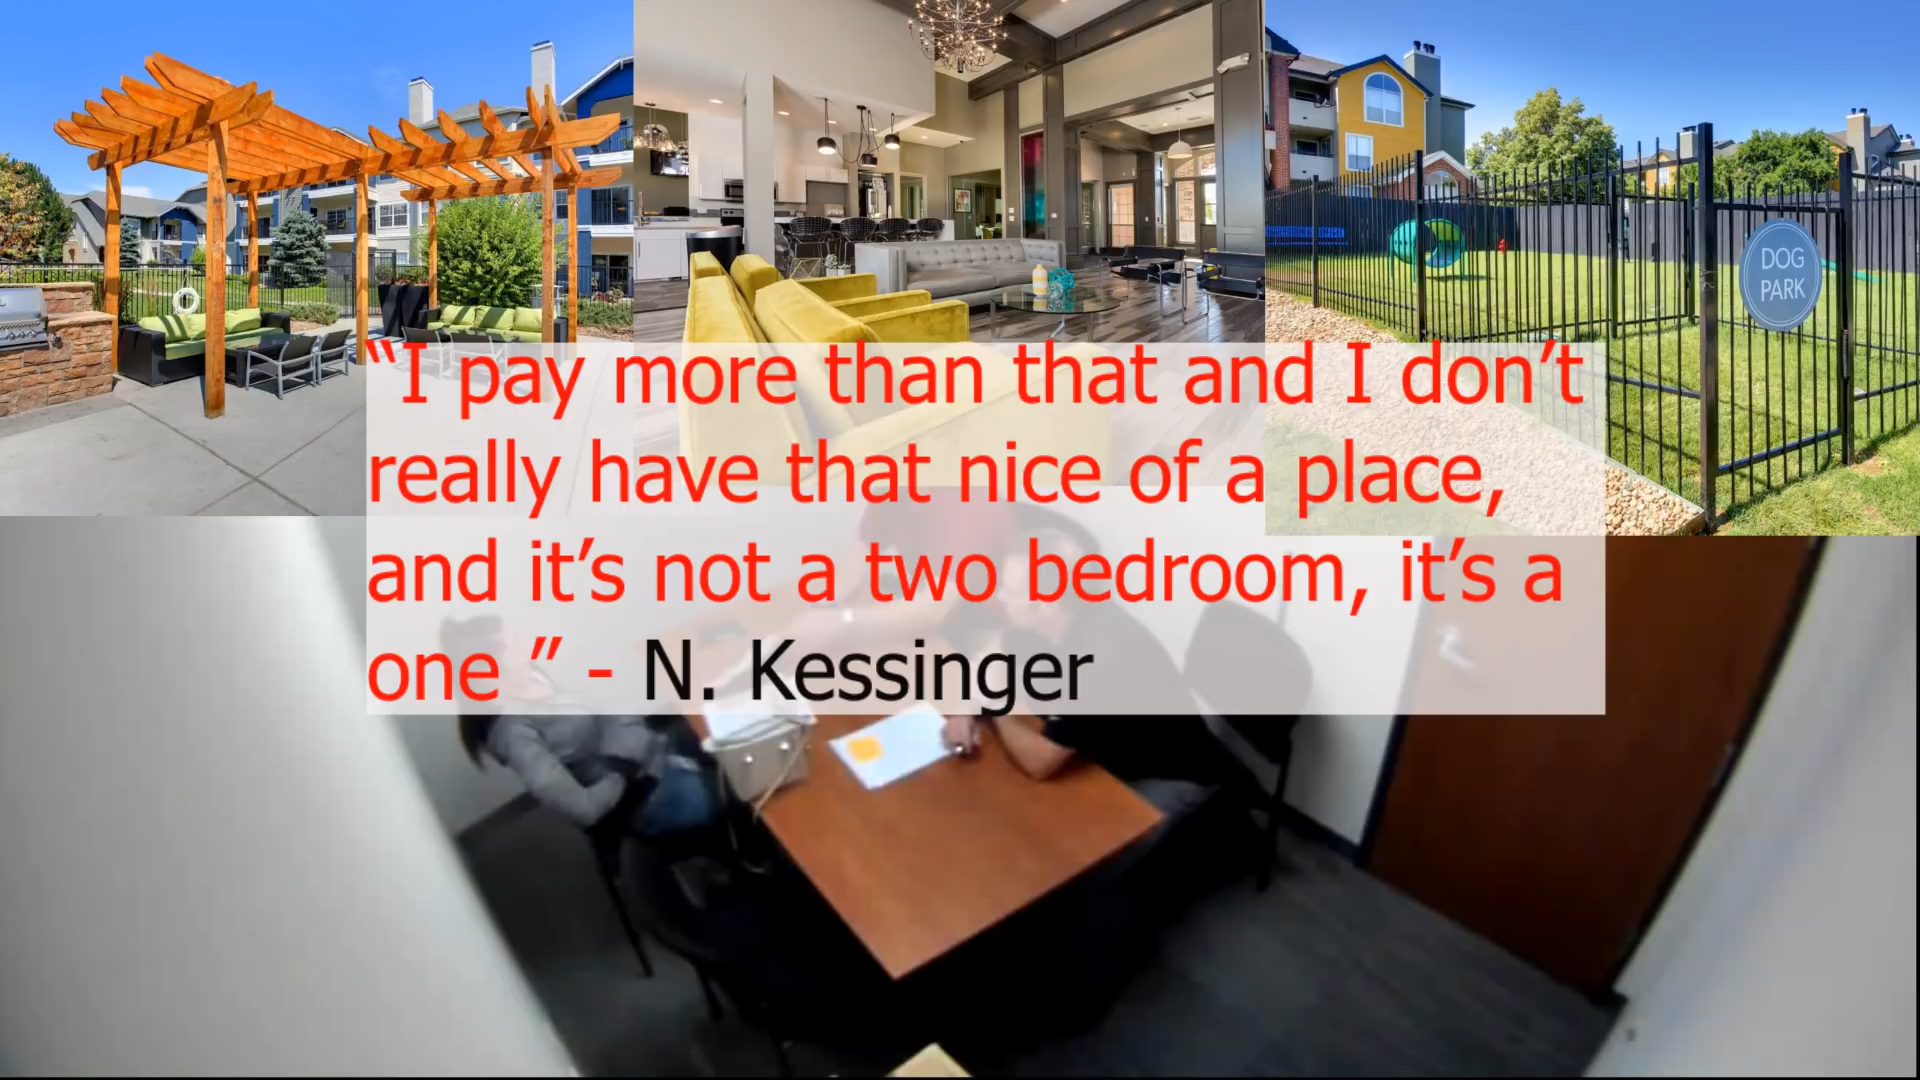 DOG
PARK
“I pay more than that and I don’t
really have that nice of a place,
and it’s not a two bedroom, it’s a
one ” - N. Kessinger